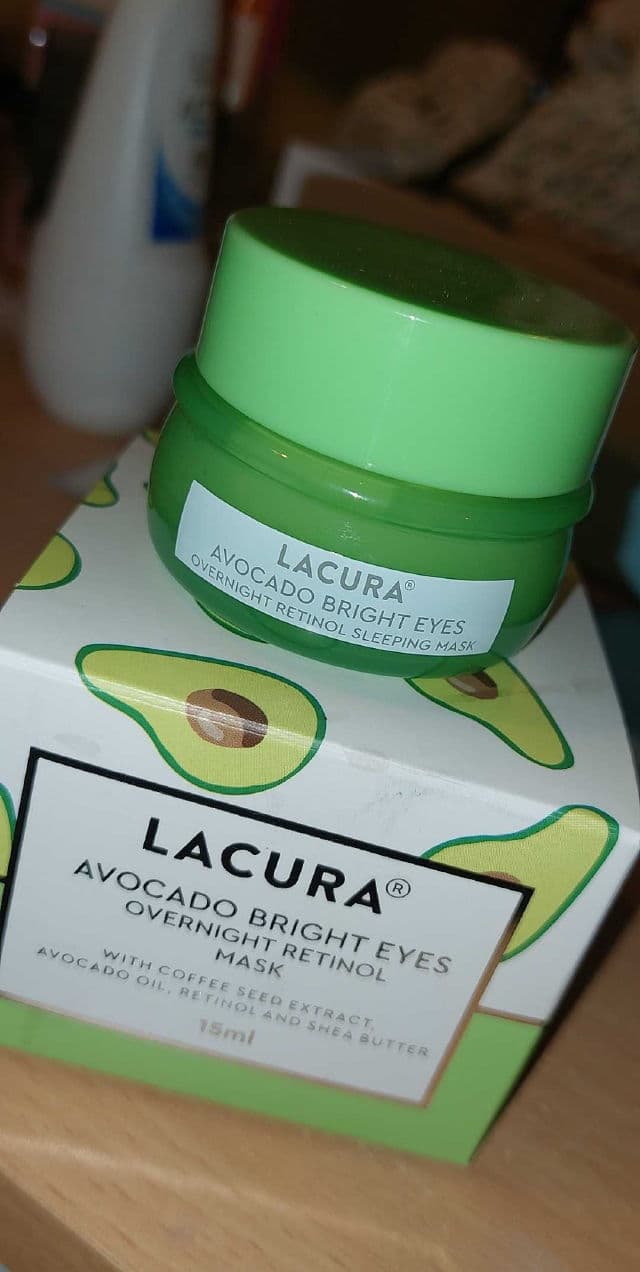 LACURA®
AVOCADO BRIGHT EYES
OVERNIGHT RETINOL SLEEPING MASK
LACURA®
AVOCADO BRIGHT EYES
OVERNIGHT RETINOL
MASK
WITH COFFEE SEED EXTRACT,
AVOCADO OIL, RETINOL AND SHEA BUTTER
15ml